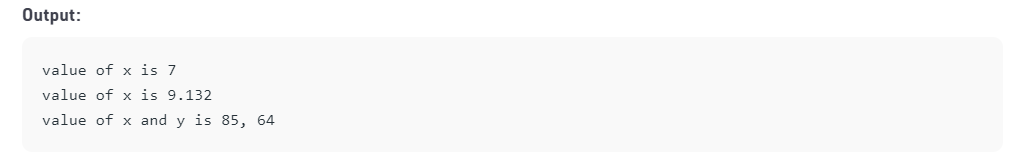 Output:
value of x is 7
value of x is 9.132
value of x and y is 85, 64